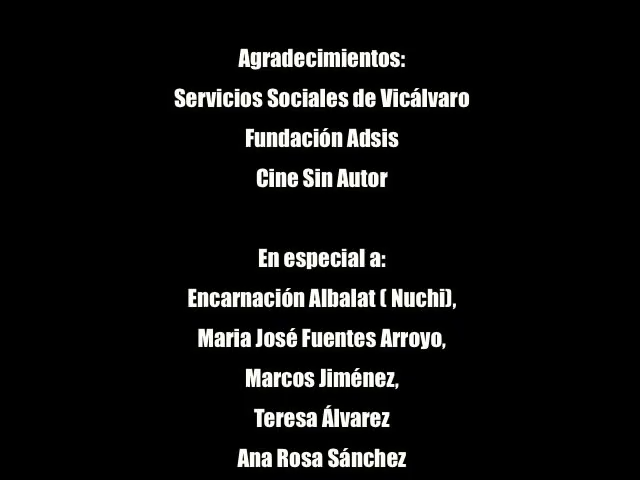 Agradecimientos:
Servicios Sociales de Vicálvaro
Fundación Adsis
Cine Sin Autor
En especial a:
Encarnación Albalat ( Nuchi),
Maria José Fuentes Arroyo,
Marcos Jiménez,
Teresa Álvarez
Ana Rosa Sánchez